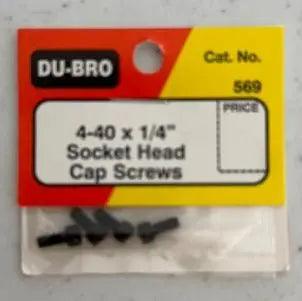 DU-BRO
Cat. No.
569
PRICE
4-40 x 1/4"
Socket Head
Cap Screws